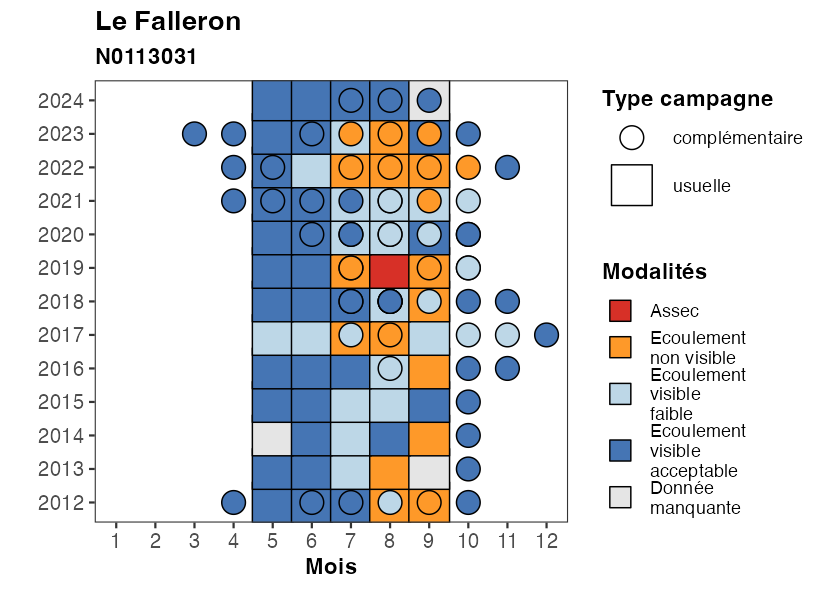 Le Falleron
N0113031
2024
2023
2022
2021
2020
2019
2018
2017
2016
2015
2014
2013
2012
1 2 3 4 5 6 7 8 9 10 11 12
Mois
Type campagne
complémentaire
usuelle
Modalités
Assec
Ecoulement
non visible
Ecoulement
visible
faible
Ecoulement
visible
acceptable
Donnée
manquante